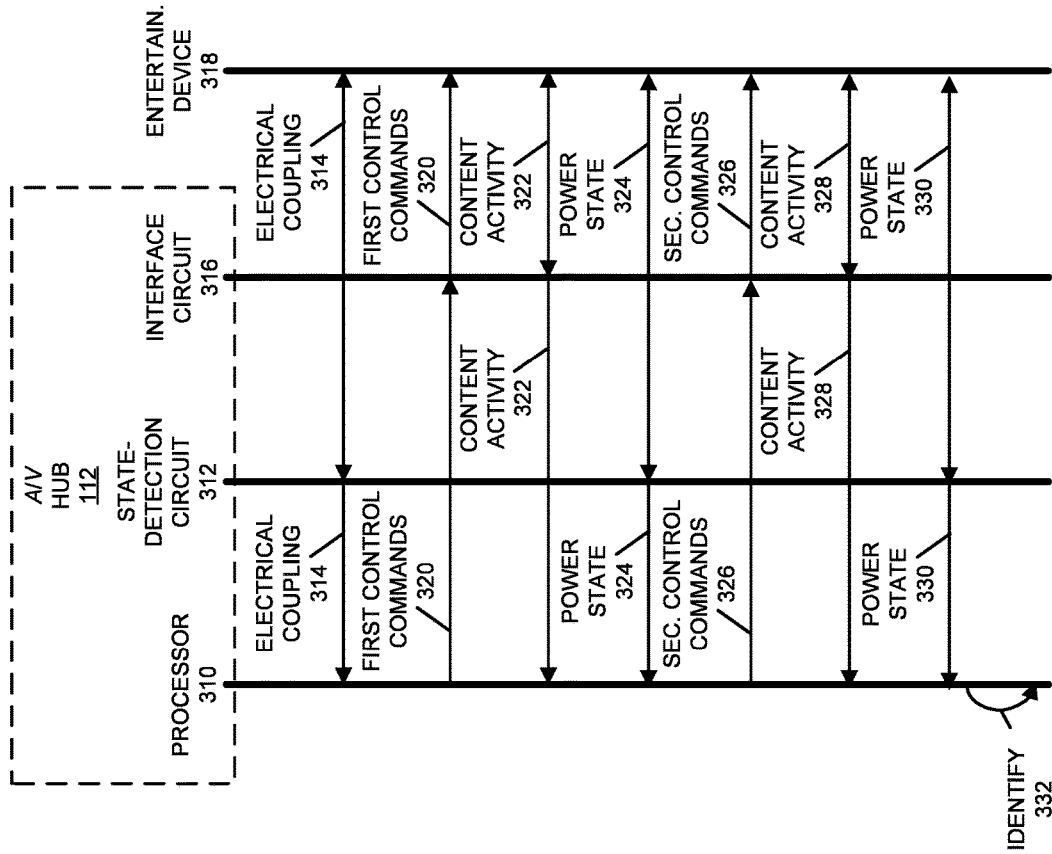 A/V
HUB
112
PROCESSOR
310
STATE-
DETECTION
CIRCUIT
312
INTERFACE
CIRCUIT
316
ENTERTAIN.
DEVICE
318
ELECTRICAL
COUPLING
314
ELECTRICAL
COUPLING
314
FIRST CONTROL
COMMANDS
320
FIRST CONTROL
COMMANDS
320
CONTENT
ACTIVITY
322
CONTENT
ACTIVITY
322
POWER
STATE
324
POWER
STATE
324
SEC. CONTROL
COMMANDS
326
SEC. CONTROL
COMMANDS
326
CONTENT
ACTIVITY
328
CONTENT
ACTIVITY
328
POWER
STATE
330
POWER
STATE
330
IDENTIFY
332